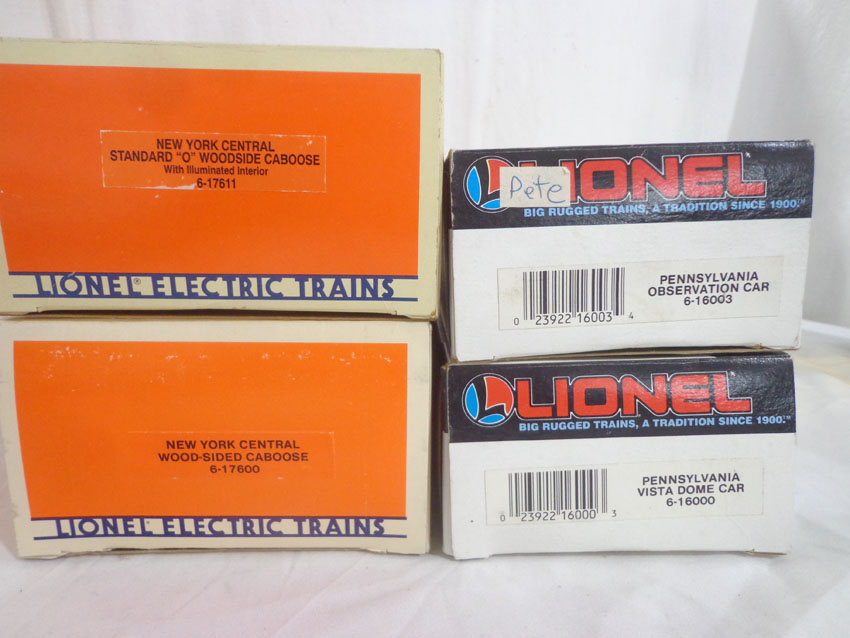 NEW YORK CENTRAL
STANDARD "O" WOODSIDE CABOOSE
With Illuminated Interior
6-17611
LIONEL® ELECTRIC TRAINS
NEW YORK CENTRAL
WOOD-SIDED CABOOSE
6-17600
LIONEL® ELECTRIC TRAINS
Pete
LIONEL
BIG RUGGED TRAINS, A TRADITION SINCE 1900.™
PENNSYLVANIA
OBSERVATION CAR
6-16003
0 23922 16003 4
LIONEL
BIG RUGGED TRAINS, A TRADITION SINCE 1900.™
PENNSYLVANIA
VISTA DOME CAR
6-16000
0 23922 16000 3